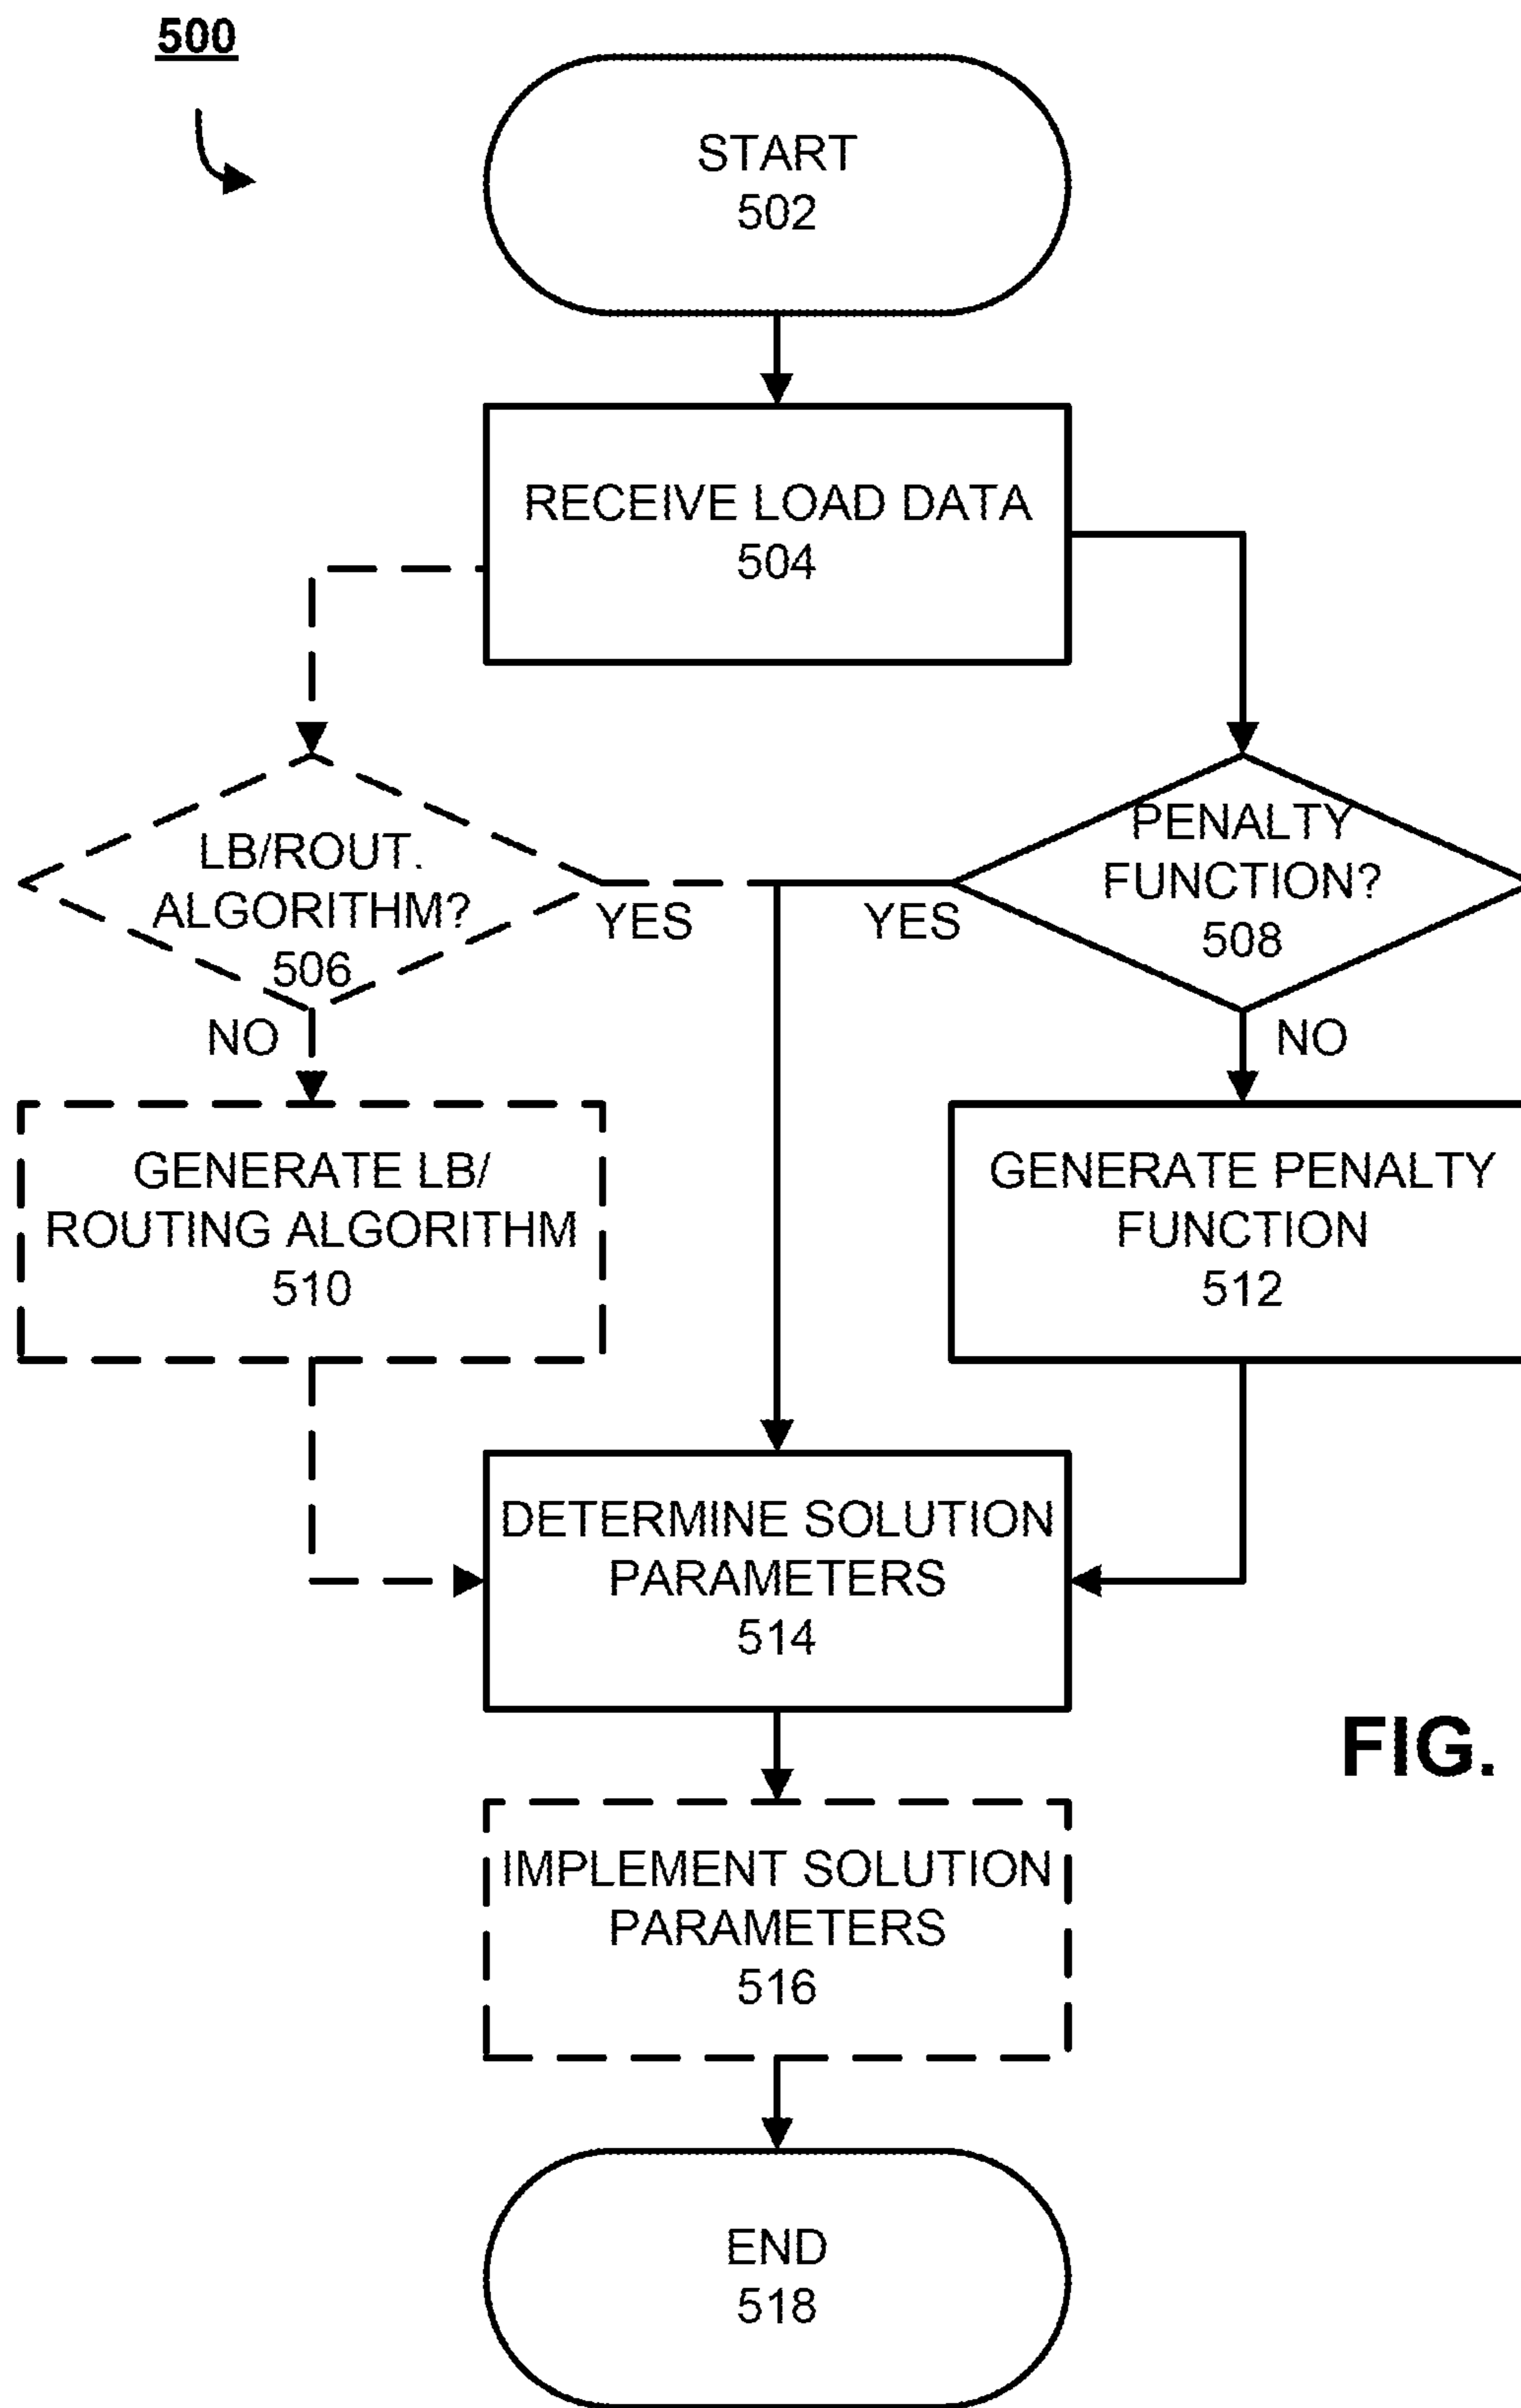 500
START
502
RECEIVE LOAD DATA
504
LB/ROUT.
ALGORITHM?
506
YES
NO
PENALTY
FUNCTION?
508
YES
NO
GENERATE LB/
ROUTING ALGORITHM
510
GENERATE PENALTY
FUNCTION
512
DETERMINE SOLUTION
PARAMETERS
514
FIG.
IMPLEMENT SOLUTION
PARAMETERS
516
END
518